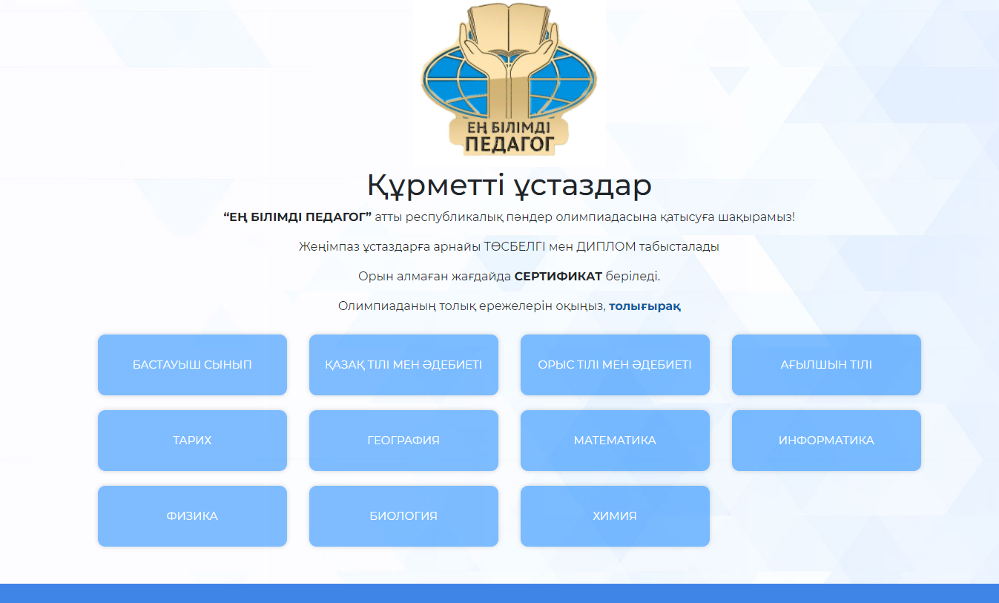 ЕҢ БІЛІМДІ
ПЕДАГОГ
Құрметті ұстаздар
“ЕҢ БІЛІМДІ ПЕДАГОГ” атты республикалық пәндер олимпиадасына қатысуға шақырамыз!
Жеңімпаз ұстаздарға арнайы ТӨСБЕЛГІ мен ДИПЛОМ табысталады
Орын алмаған жағдайда СЕРТИФИКАТ беріледі.
Олимпиаданың толық ережелерін оқыңыз, толығырақ
БАСТАУЫШ СЫНЫП
ҚАЗАҚ ТІЛІ МЕН ӘДЕБИЕТІ
ОРЫС ТІЛІ МЕН ӘДЕБИЕТІ
АҒЫЛШЫН ТІЛІ
ТАРИХ
ГЕОГРАФИЯ
МАТЕМАТИКА
ИНФОРМАТИКА
ФИЗИКА
БИОЛОГИЯ
ХИМИЯ